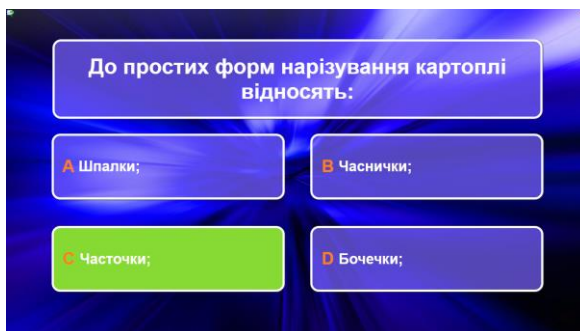 До простих форм нарізування картоплі
відносять:
A Шпалки;
B Часнички;
C Часточки;
D Бочечки;